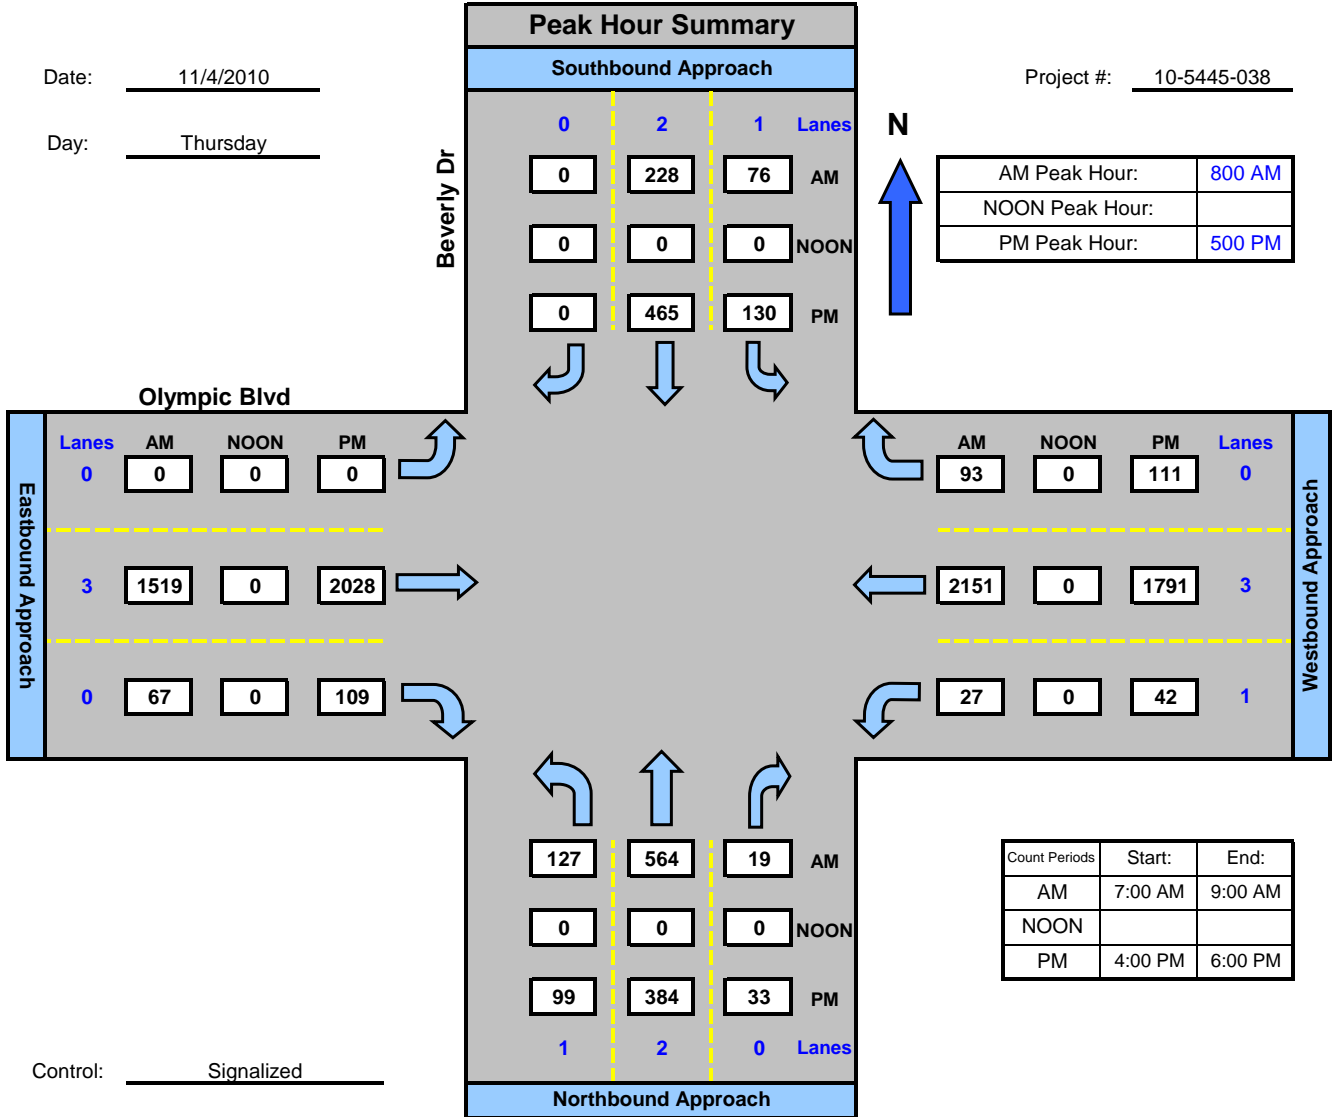 Peak Hour Summary
Southbound Approach
Date: 11/4/2010
Project #: 10-5445-038
Day: Thursday
0 2 1 Lanes
N
Beverly Dr
0 228 76 AM
AM Peak Hour: 800 AM
NOON Peak Hour:
0 0 0 NOON
PM Peak Hour: 500 PM
0 465 130 PM
Olympic Blvd
Lanes AM NOON PM
0 0 0 0
AM NOON PM Lanes
93 0 111 0
Eastbound Approach
3 1519 0 2028
2151 0 1791 3
Westbound Approach
0 67 0 109
27 0 42 1
127 564 19 AM
0 0 0 NOON
99 384 33 PM
1 2 0 Lanes
Count Periods Start: End:
AM 7:00 AM 9:00 AM
NOON
PM 4:00 PM 6:00 PM
Control: Signalized
Northbound Approach